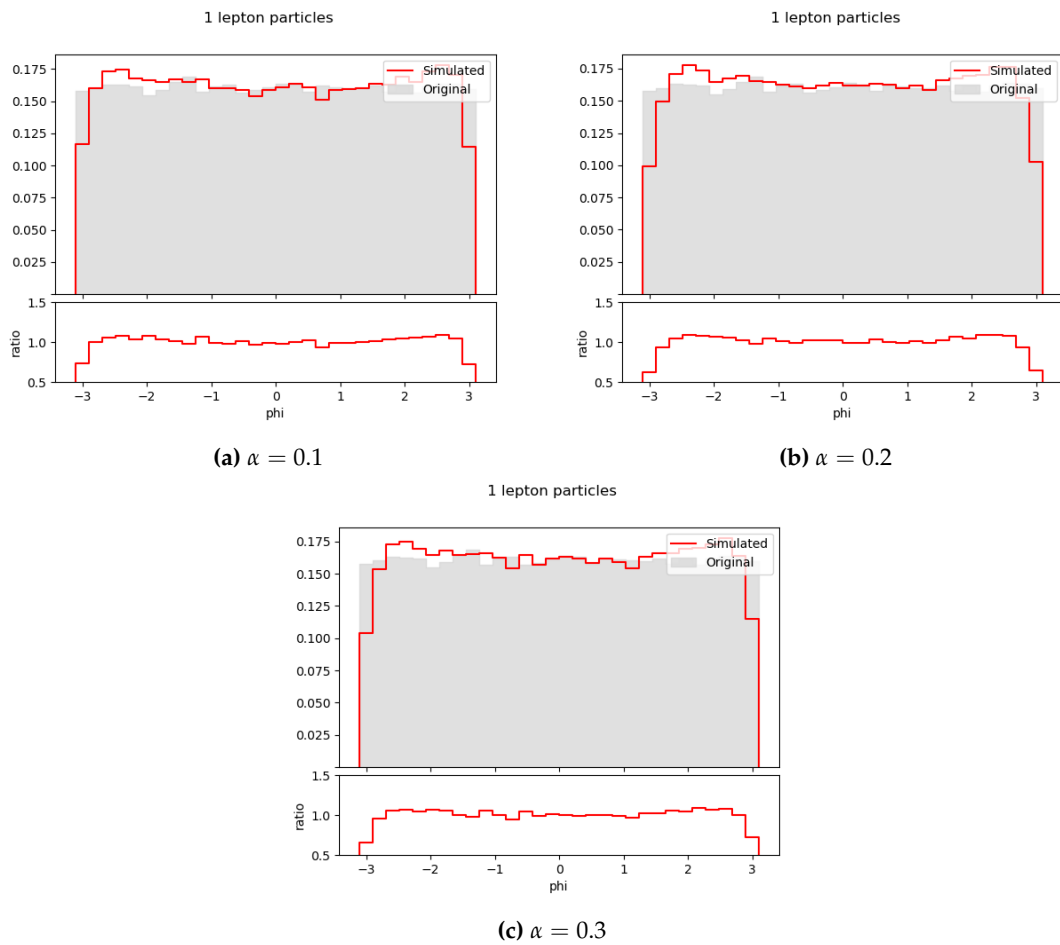 1 lepton particles
0.175
0.150
0.125
0.100
0.075
0.050
0.025
Simulated
Original
1.5
1.0
0.5
ratio
−3 −2 −1 0 1 2 3
phi
(a) α = 0.1
1 lepton particles
0.175
0.150
0.125
0.100
0.075
0.050
0.025
Simulated
Original
1.5
1.0
0.5
ratio
−3 −2 −1 0 1 2 3
phi
(b) α = 0.2
1 lepton particles
0.175
0.150
0.125
0.100
0.075
0.050
0.025
Simulated
Original
1.5
1.0
0.5
ratio
−3 −2 −1 0 1 2 3
phi
(c) α = 0.3